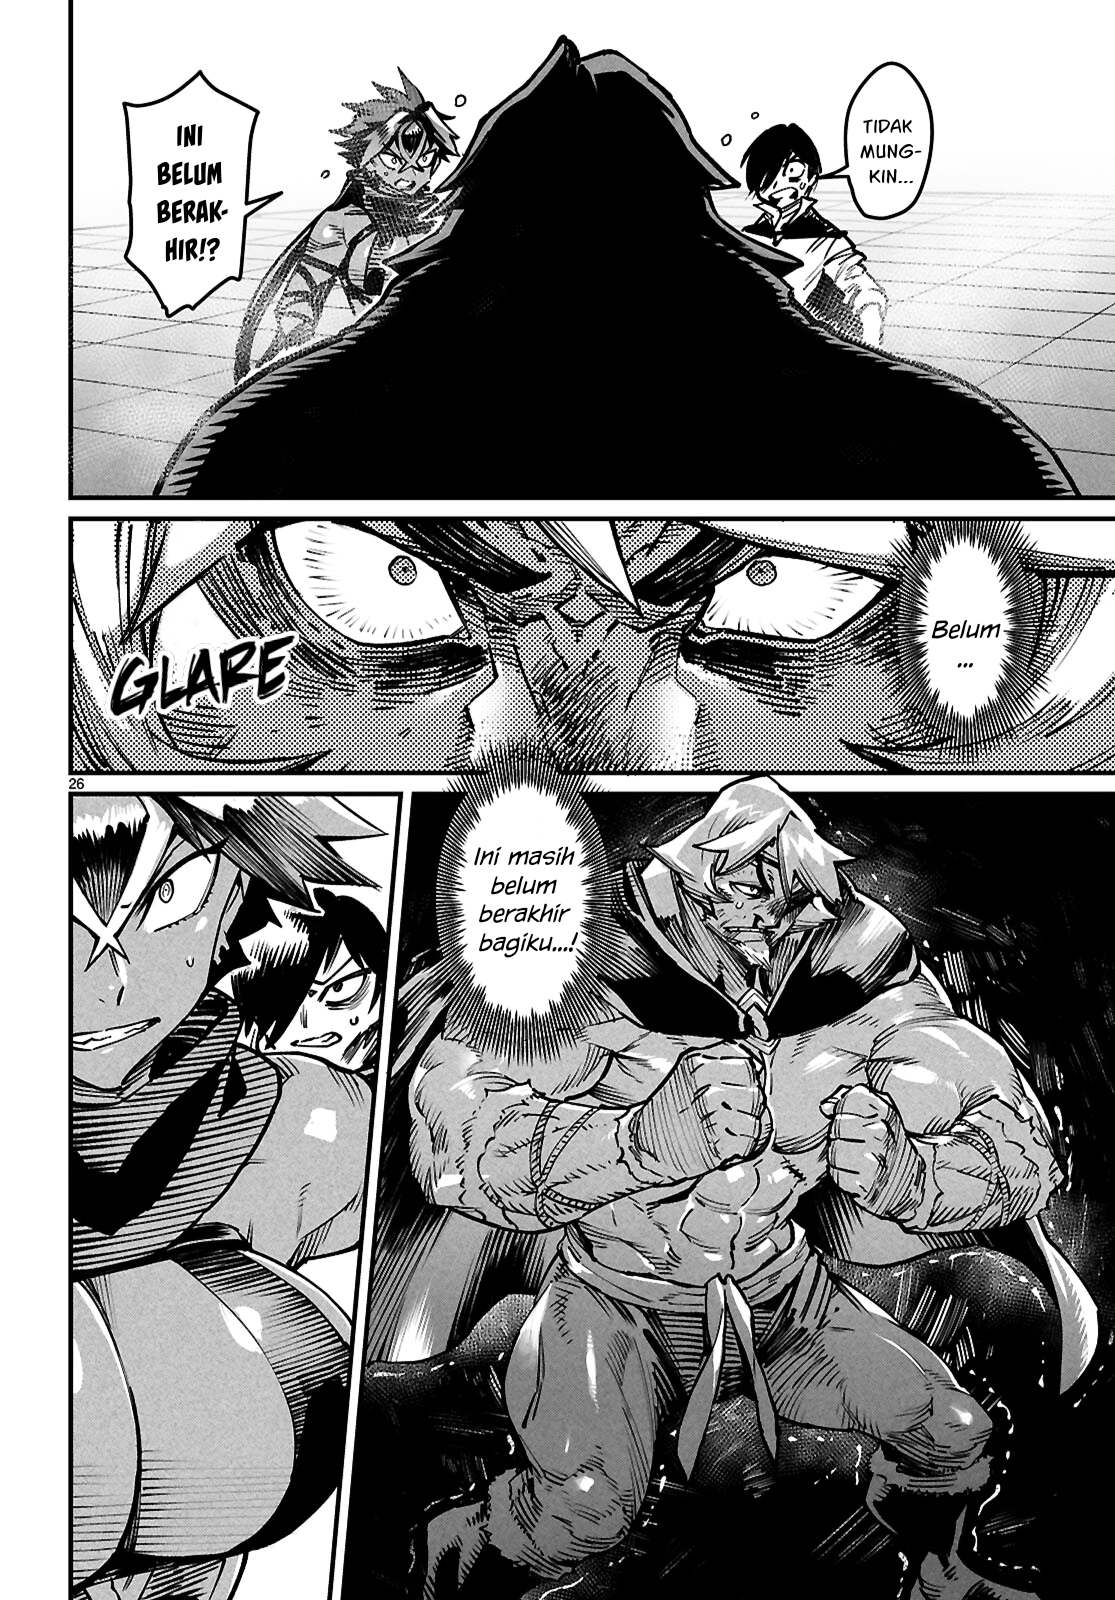 TIDAK
MUNG-
KIN...
INI
BELUM
BERAK-
HIR!?
Belum
...
GLARE
26
Ini masih
belum
berakhir
bagiku...!